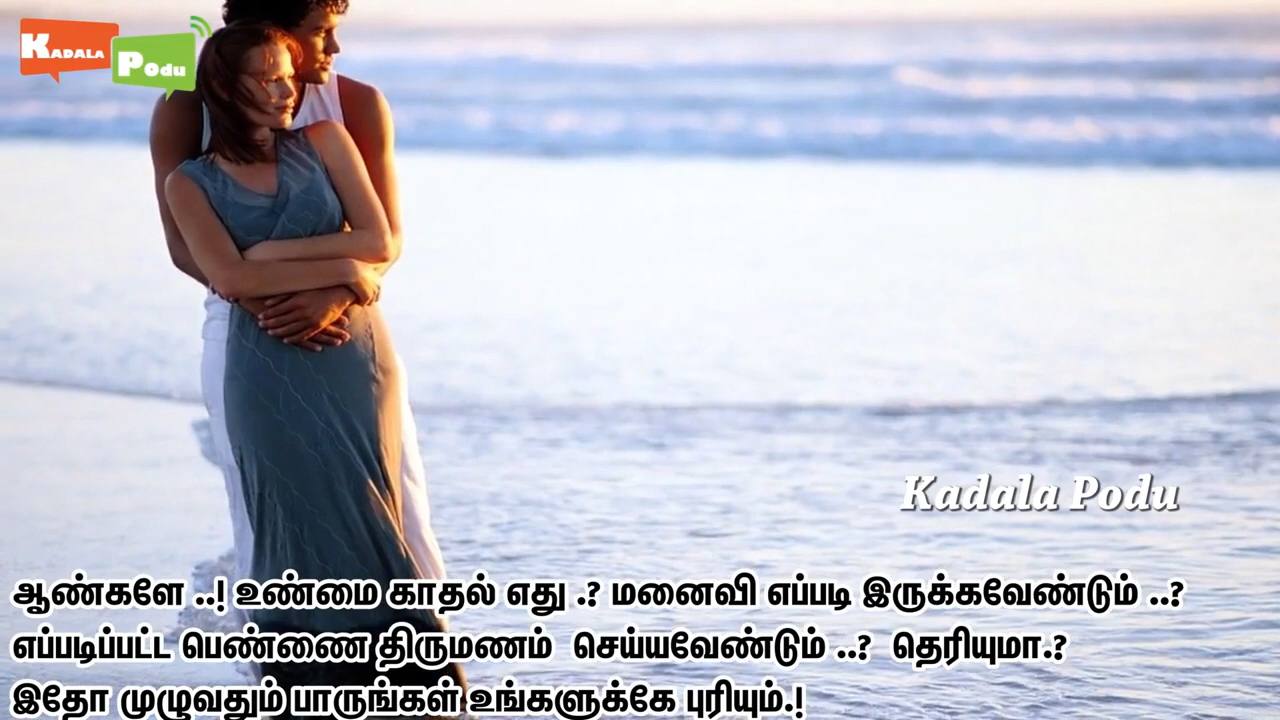 KADALA
PODU
Kadala Podu
ஆண்களே ..! உண்மை காதல் எது .? மனைவி எப்படி இருக்கவேண்டும் ..?
எப்படிப்பட்ட பெண்ணை திருமணம் செய்யவேண்டும் ..? தெரியுமா.?
இதோ முழுவதும் பாருங்கள் உங்களுக்கே புரியும்.!